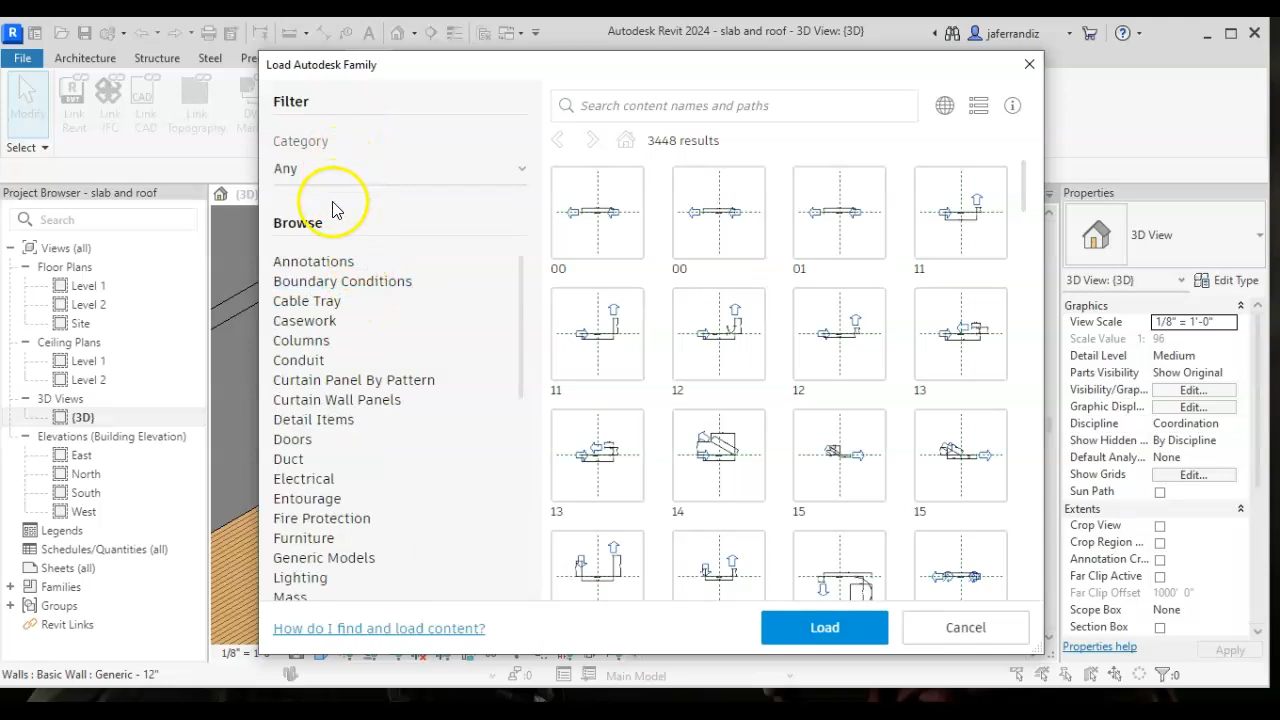 Autodesk Revit 2024 - slab and roof - 3D View: {3D}
jaferrandiz
File
Architecture
Structure
Steel
Modify
Link Revit
Link IFC
Link CAD
Link Topography
Select
Load Autodesk Family
Filter
Category
Any
Browse
Annotations
Boundary Conditions
Cable Tray
Casework
Columns
Conduit
Curtain Panel By Pattern
Curtain Wall Panels
Detail Items
Doors
Duct
Electrical
Entourage
Fire Protection
Furniture
Generic Models
Lighting
Mass
How do I find and load content?
Search content names and paths
3448 results
00
00
01
11
11
12
12
13
13
14
15
15
Load
Cancel
Project Browser - slab and roof
Search
Views (all)
Floor Plans
Level 1
Level 2
Site
Ceiling Plans
Level 1
Level 2
3D Views
{3D}
Elevations (Building Elevation)
East
North
South
West
Legends
Schedules/Quantities (all)
Sheets (all)
Families
Groups
Revit Links
Properties
3D View
3D View: {3D}
Edit Type
Graphics
View Scale 1/8" = 1'-0"
Scale Value 1: 96
Detail Level Medium
Parts Visibility Show Original
Visibility/Grap... Edit...
Graphic Displ... Edit...
Discipline Coordination
Show Hidden ... By Discipline
Default Analy... None
Show Grids Edit...
Sun Path
Extents
Crop View
Crop Region ...
Annotation Cr...
Far Clip Active
Far Clip Offset 1000' 0"
Scope Box None
Section Box
Properties help
Apply
Walls : Basic Wall : Generic - 12"
:0
Main Model
:0